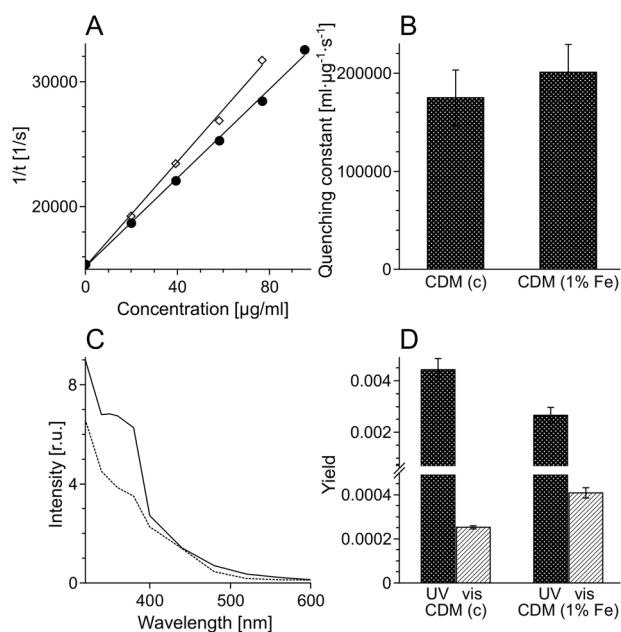 A
1/t [1/s]
30000
20000
0
40
80
Concentration [µg/ml]
B
Quenching constant [ml·µg⁻¹·s⁻¹]
200000
100000
0
CDM (c)
CDM (1% Fe)
C
Intensity [r.u.]
8
4
0
400
500
600
Wavelength [nm]
D
Yield
0.004
0.002
0.0004
0.0002
0
UV vis
UV vis
CDM (c)
CDM (1% Fe)